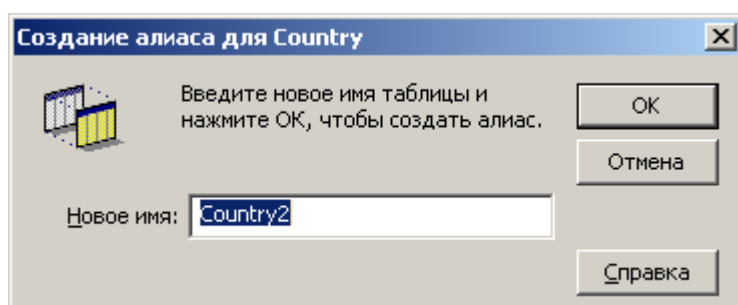 Создание алиаса для Country
Введите новое имя таблицы и
нажмите ОК, чтобы создать алиас.
ОК
Отмена
Новое имя: Country2
Справка